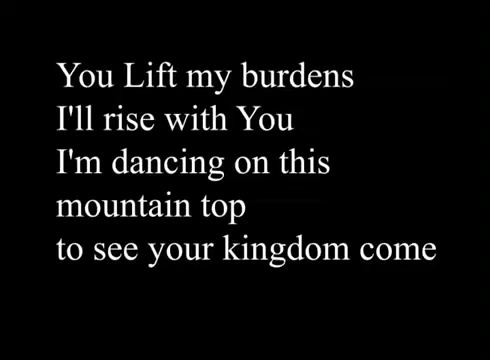 You Lift my burdens
I'll rise with You
I'm dancing on this
mountain top
to see your kingdom come